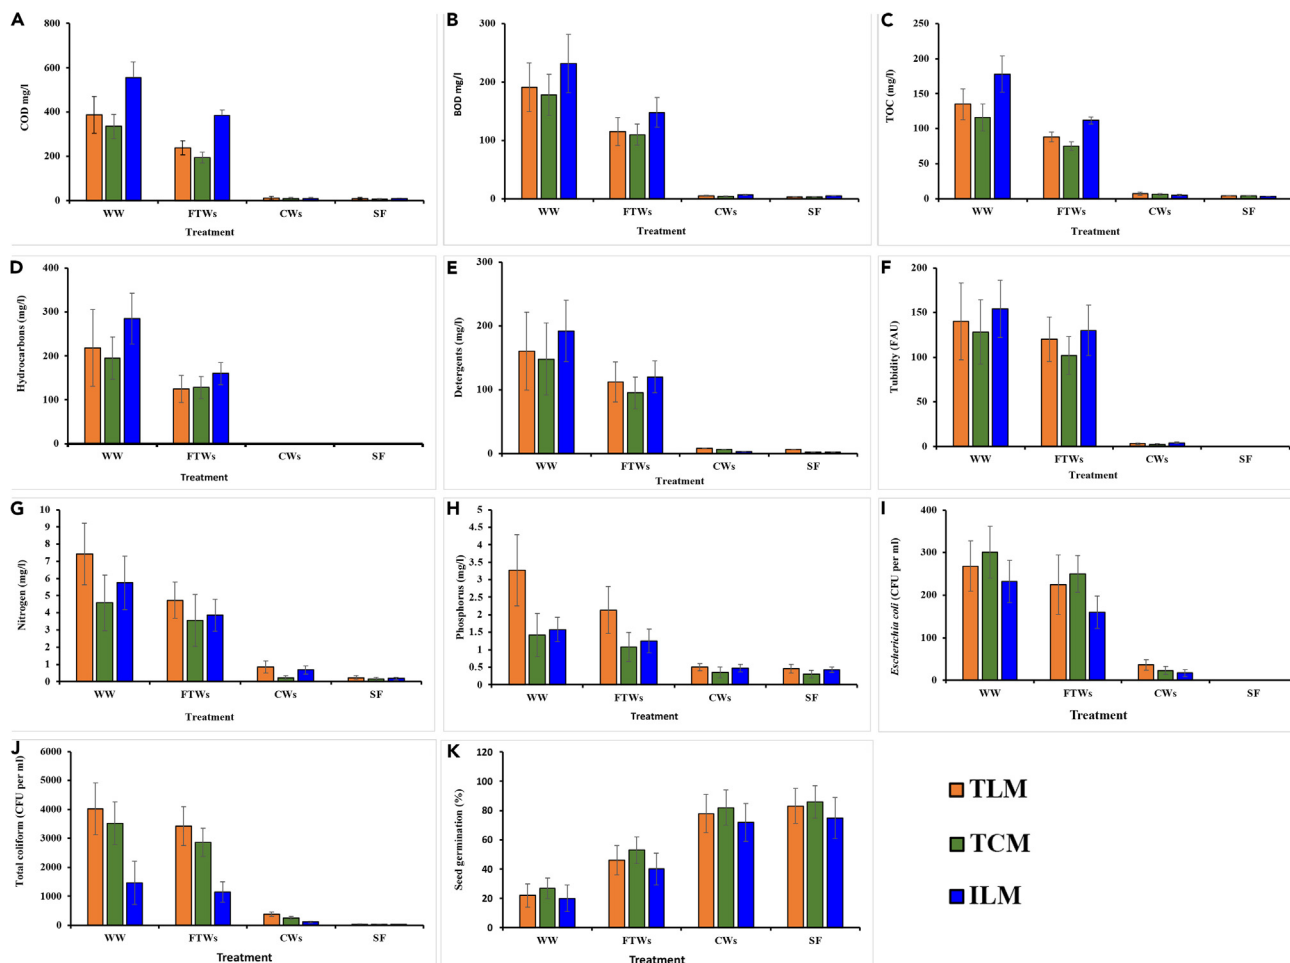 A
800
600
400
200
0
COD mg/l
WW FTWs CWs SF
Treatment
B
300
200
100
0
BOD mg/l
WW FTWs CWs SF
Treatment
C
250
200
150
100
50
0
TOC (mg/l)
WW FTWs CWs SF
Treatment
D
400
300
200
100
0
Hydrocarbons (mg/l)
WW FTWs CWs SF
Treatment
E
300
200
100
0
Detergents (mg/l)
WW FTWs CWs SF
Treatment
F
200
150
100
50
0
Tubidity (FAU)
WW FTWs CWs SF
Treatment
G
10
9
8
7
6
5
4
3
2
1
0
Nitrogen (mg/l)
WW FTWs CWs SF
Treatment
H
5
4.5
4
3.5
3
2.5
2
1.5
1
0.5
0
Phosphorus (mg/l)
WW FTWs CWs SF
Treatment
I
400
300
200
100
0
Escherichia coli (CFU per ml)
WW FTWs CWs SF
Treatment
J
6000
5000
4000
3000
2000
1000
0
Total coliform (CFU per ml)
WW FTWs CWs SF
Treatment
K
120
100
80
60
40
20
0
Seed germination (%)
WW FTWs CWs SF
Treatment
TLM
TCM
ILM